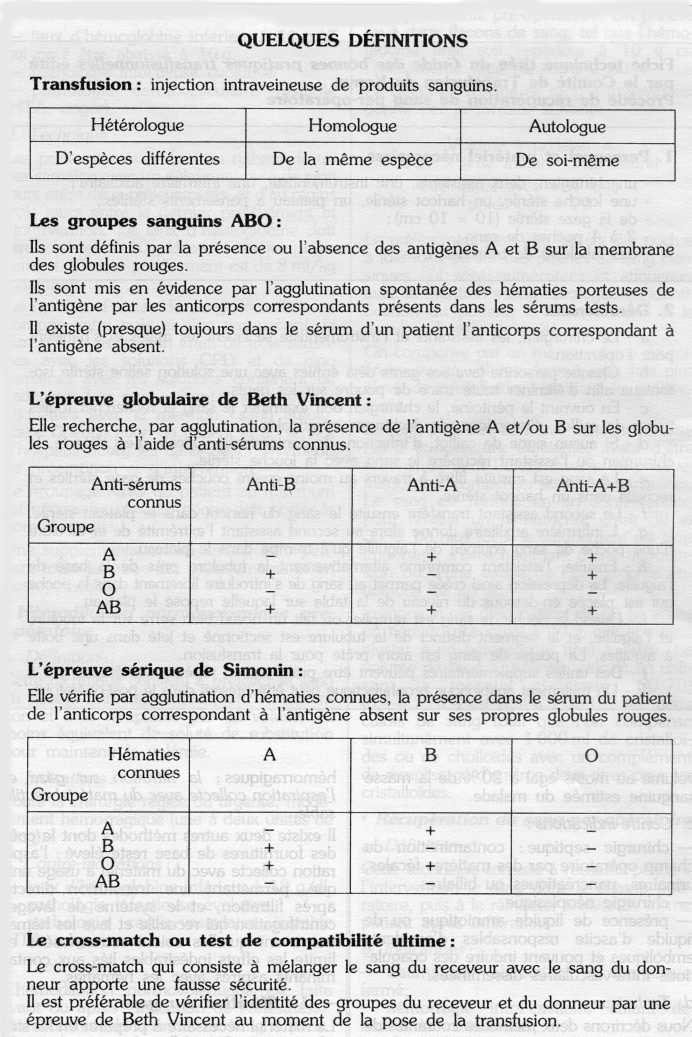 QUELQUES DÉFINITIONS
Transfusion : injection intraveineuse de produits sanguins.
Hétérologue Homologue Autologue
D'espèces différentes De la même espèce De soi-même
Les groupes sanguins ABO :
Ils sont définis par la présence ou l'absence des antigènes A et B sur la membrane
des globules rouges.
Ils sont mis en évidence par l'agglutination spontanée des hématies porteuses de
l'antigène par les anticorps correspondants présents dans les sérums tests.
Il existe (presque) toujours dans le sérum d'un patient l'anticorps correspondant à
l'antigène absent.
L'épreuve globulaire de Beth Vincent :
Elle recherche, par agglutination, la présence de l'antigène A et/ou B sur les globu-
les rouges à l'aide d'anti-sérums connus.
Anti-sérums Anti-B Anti-A Anti-A+B
connus
Groupe
A – + +
B + – +
O – – –
AB + + +
L'épreuve sérique de Simonin :
Elle vérifie par agglutination d'hématies connues, la présence dans le sérum du patient
de l'anticorps correspondant à l'antigène absent sur ses propres globules rouges.
Hématies A B O
connues
Groupe
A – + –
B + – –
O + + –
AB – – –
Le cross-match ou test de compatibilité ultime :
Le cross-match qui consiste à mélanger le sang du receveur avec le sang du don-
neur apporte une fausse sécurité.
Il est préférable de vérifier l'identité des groupes du receveur et du donneur par une
épreuve de Beth Vincent au moment de la pose de la transfusion.